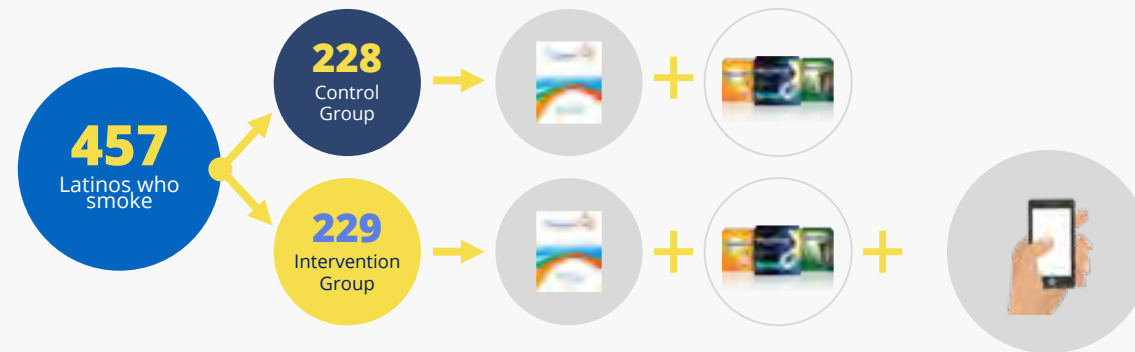 457
Latinos who
smoke
228
Control
Group
229
Intervention
Group